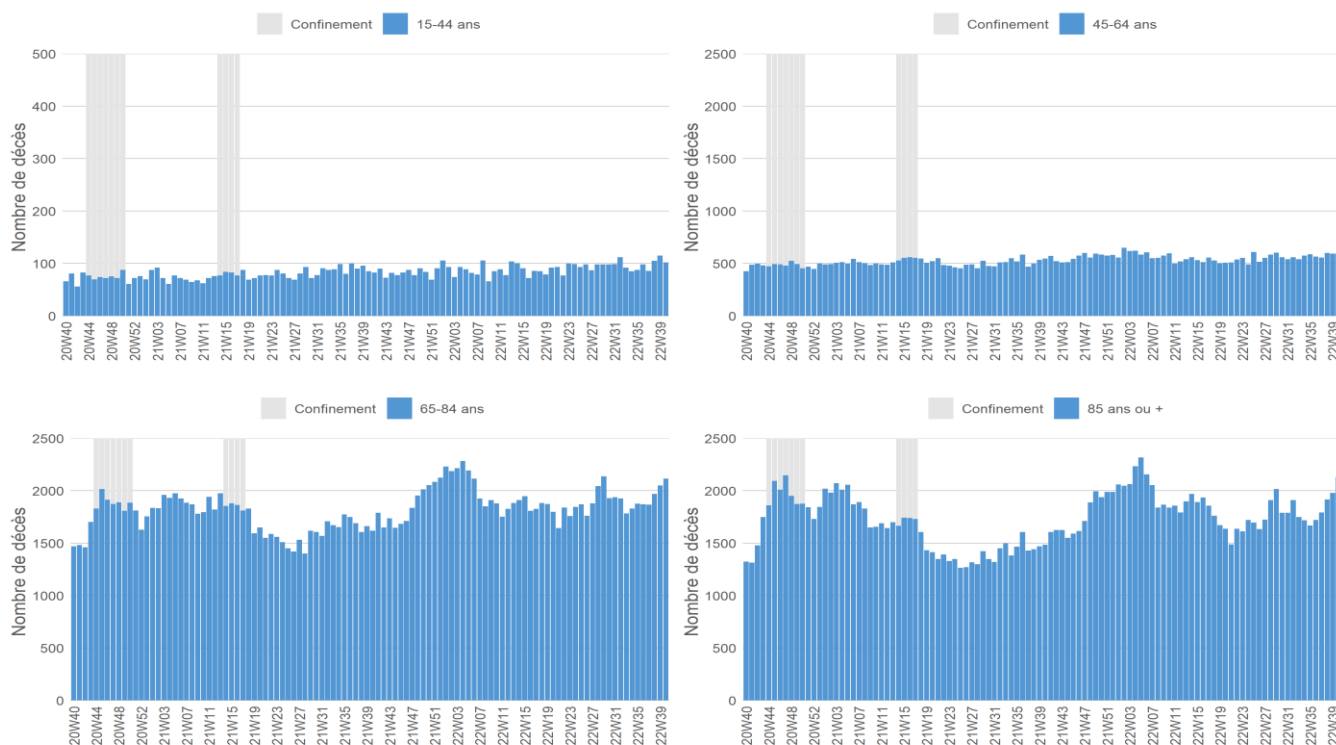 Confinement 15-44 ans
Nombre de décès
500
400
300
200
100
0
20W40 20W44 20W48 20W52 21W03 21W07 21W11 21W15 21W19 21W23 21W27 21W31 21W35 21W39 21W43 21W47 21W51 22W03 22W07 22W11 22W15 22W19 22W23 22W27 22W31 22W35 22W39
Confinement 45-64 ans
Nombre de décès
2500
2000
1500
1000
500
0
20W40 20W44 20W48 20W52 21W03 21W07 21W11 21W15 21W19 21W23 21W27 21W31 21W35 21W39 21W43 21W47 21W51 22W03 22W07 22W11 22W15 22W19 22W23 22W27 22W31 22W35 22W39
Confinement 65-84 ans
Nombre de décès
2500
2000
1500
1000
500
0
20W40 20W44 20W48 20W52 21W03 21W07 21W11 21W15 21W19 21W23 21W27 21W31 21W35 21W39 21W43 21W47 21W51 22W03 22W07 22W11 22W15 22W19 22W23 22W27 22W31 22W35 22W39
Confinement 85 ans ou +
Nombre de décès
2500
2000
1500
1000
500
0
20W40 20W44 20W48 20W52 21W03 21W07 21W11 21W15 21W19 21W23 21W27 21W31 21W35 21W39 21W43 21W47 21W51 22W03 22W07 22W11 22W15 22W19 22W23 22W27 22W31 22W35 22W39